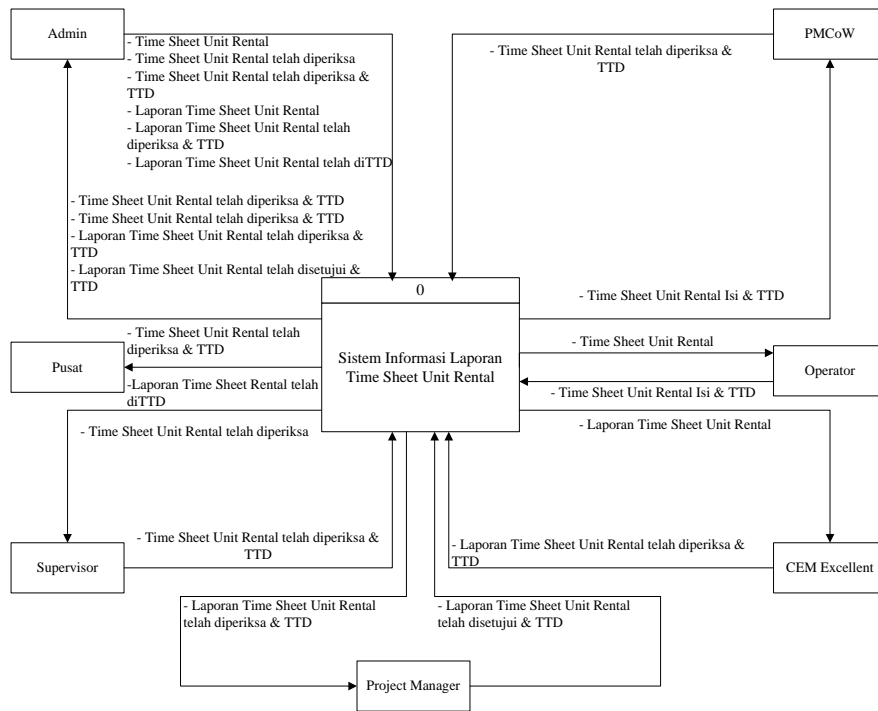 Admin
- Time Sheet Unit Rental
- Time Sheet Unit Rental telah diperiksa
- Time Sheet Unit Rental telah diperiksa &
TTD
- Laporan Time Sheet Unit Rental
- Laporan Time Sheet Unit Rental telah
diperiksa & TTD
- Laporan Time Sheet Unit Rental telah diTTD
- Time Sheet Unit Rental telah diperiksa &
TTD
PMCoW
- Time Sheet Unit Rental telah diperiksa & TTD
- Time Sheet Unit Rental telah diperiksa & TTD
- Laporan Time Sheet Unit Rental telah diperiksa &
TTD
- Laporan Time Sheet Unit Rental telah disetujui &
TTD
0
Sistem Informasi Laporan
Time Sheet Unit Rental
- Time Sheet Unit Rental Isi & TTD
- Time Sheet Unit Rental telah
diperiksa & TTD
Pusat
-Laporan Time Sheet Rental telah
diTTD
- Time Sheet Unit Rental
Operator
- Time Sheet Unit Rental Isi & TTD
- Time Sheet Unit Rental telah diperiksa
- Laporan Time Sheet Unit Rental
Supervisor
- Time Sheet Unit Rental telah diperiksa &
TTD
- Laporan Time Sheet Unit Rental telah diperiksa &
TTD
CEM Excellent
- Laporan Time Sheet Unit Rental
telah diperiksa & TTD
- Laporan Time Sheet Unit Rental
telah disetujui & TTD
Project Manager